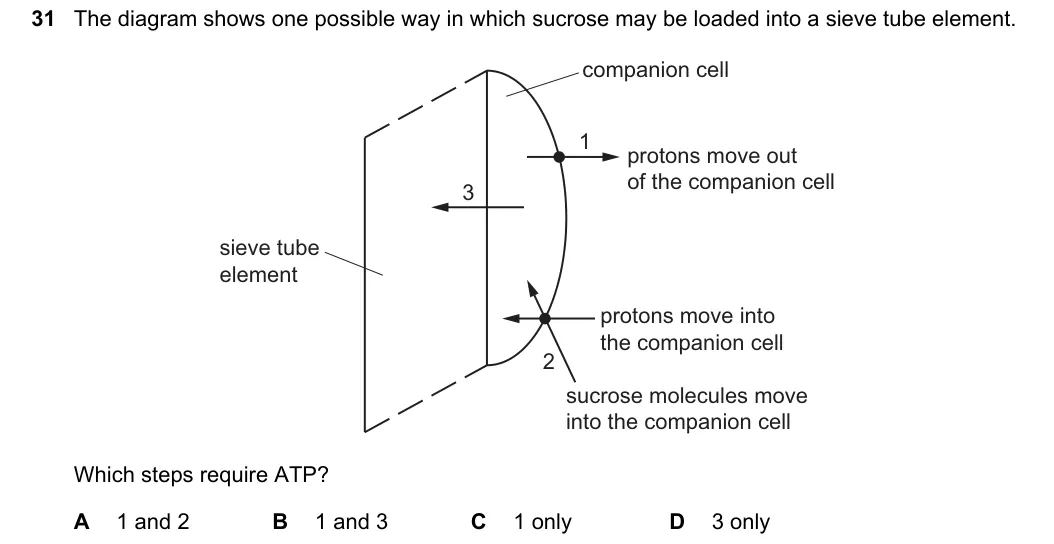 31 The diagram shows one possible way in which sucrose may be loaded into a sieve tube element.
companion cell
1
protons move out
of the companion cell
3
sieve tube
element
protons move into
the companion cell
2
sucrose molecules move
into the companion cell
Which steps require ATP?
A 1 and 2 B 1 and 3 C 1 only D 3 only